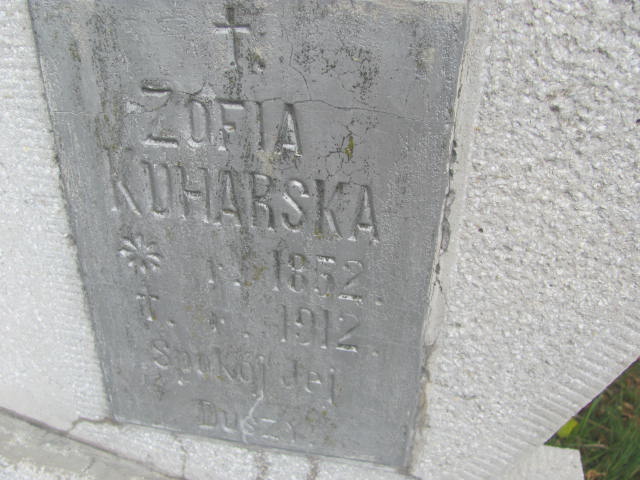 ZOFIA
KUHARSKA
* r. 1852.
†. r. 1912.
Spokój Jej
Duszy